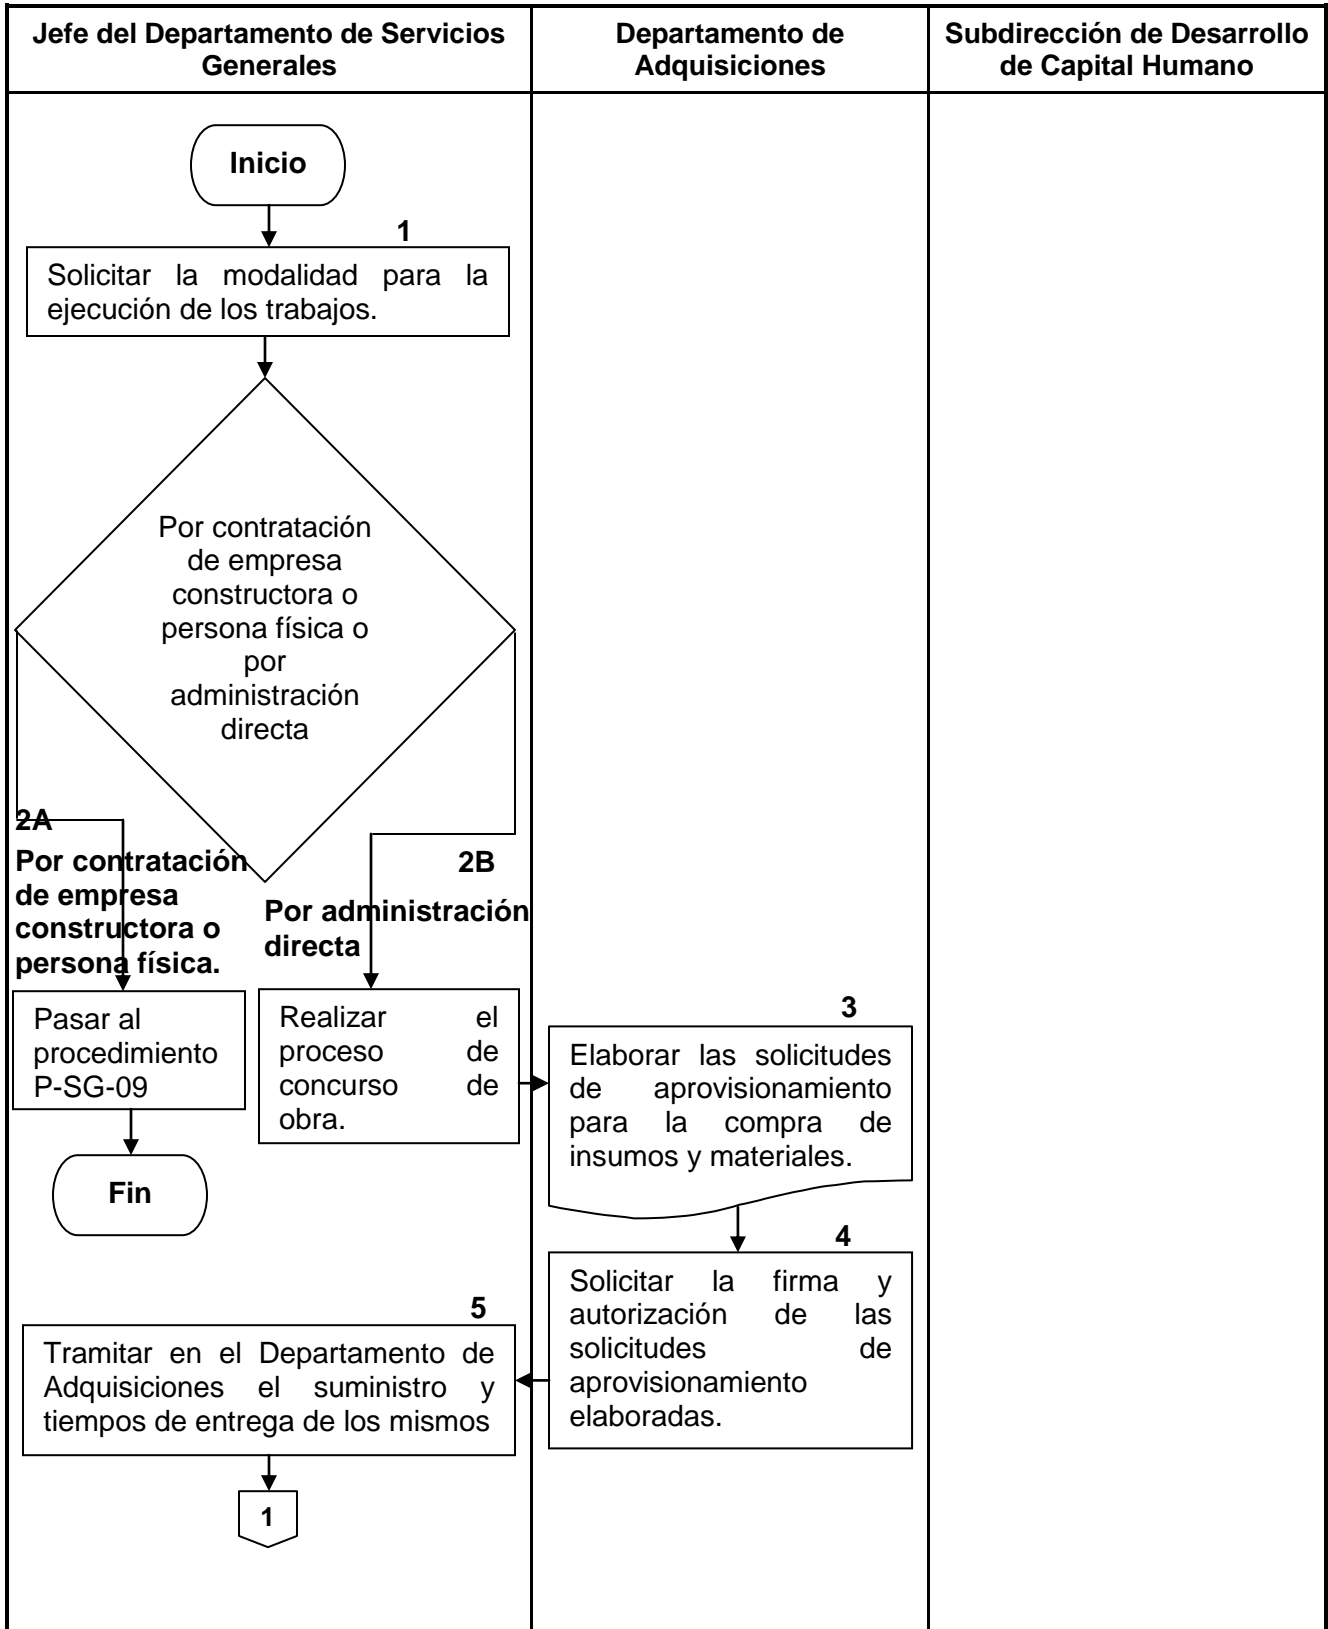 Jefe del Departamento de Servicios
Generales
Departamento de
Adquisiciones
Subdirección de Desarrollo
de Capital Humano
Inicio
1
Solicitar la modalidad para la
ejecución de los trabajos.
Por contratación
de empresa
constructora o
persona física o
por
administración
directa
2A
Por contratación
de empresa
constructora o
persona física.
2B
Por administración
directa
Pasar al
procedimiento
P-SG-09
Fin
Realizar el
proceso de
concurso de
obra.
3
Elaborar las solicitudes
de aprovisionamiento
para la compra de
insumos y materiales.
4
Solicitar la firma y
autorización de las
solicitudes de
aprovisionamiento
elaboradas.
5
Tramitar en el Departamento de
Adquisiciones el suministro y
tiempos de entrega de los mismos
1